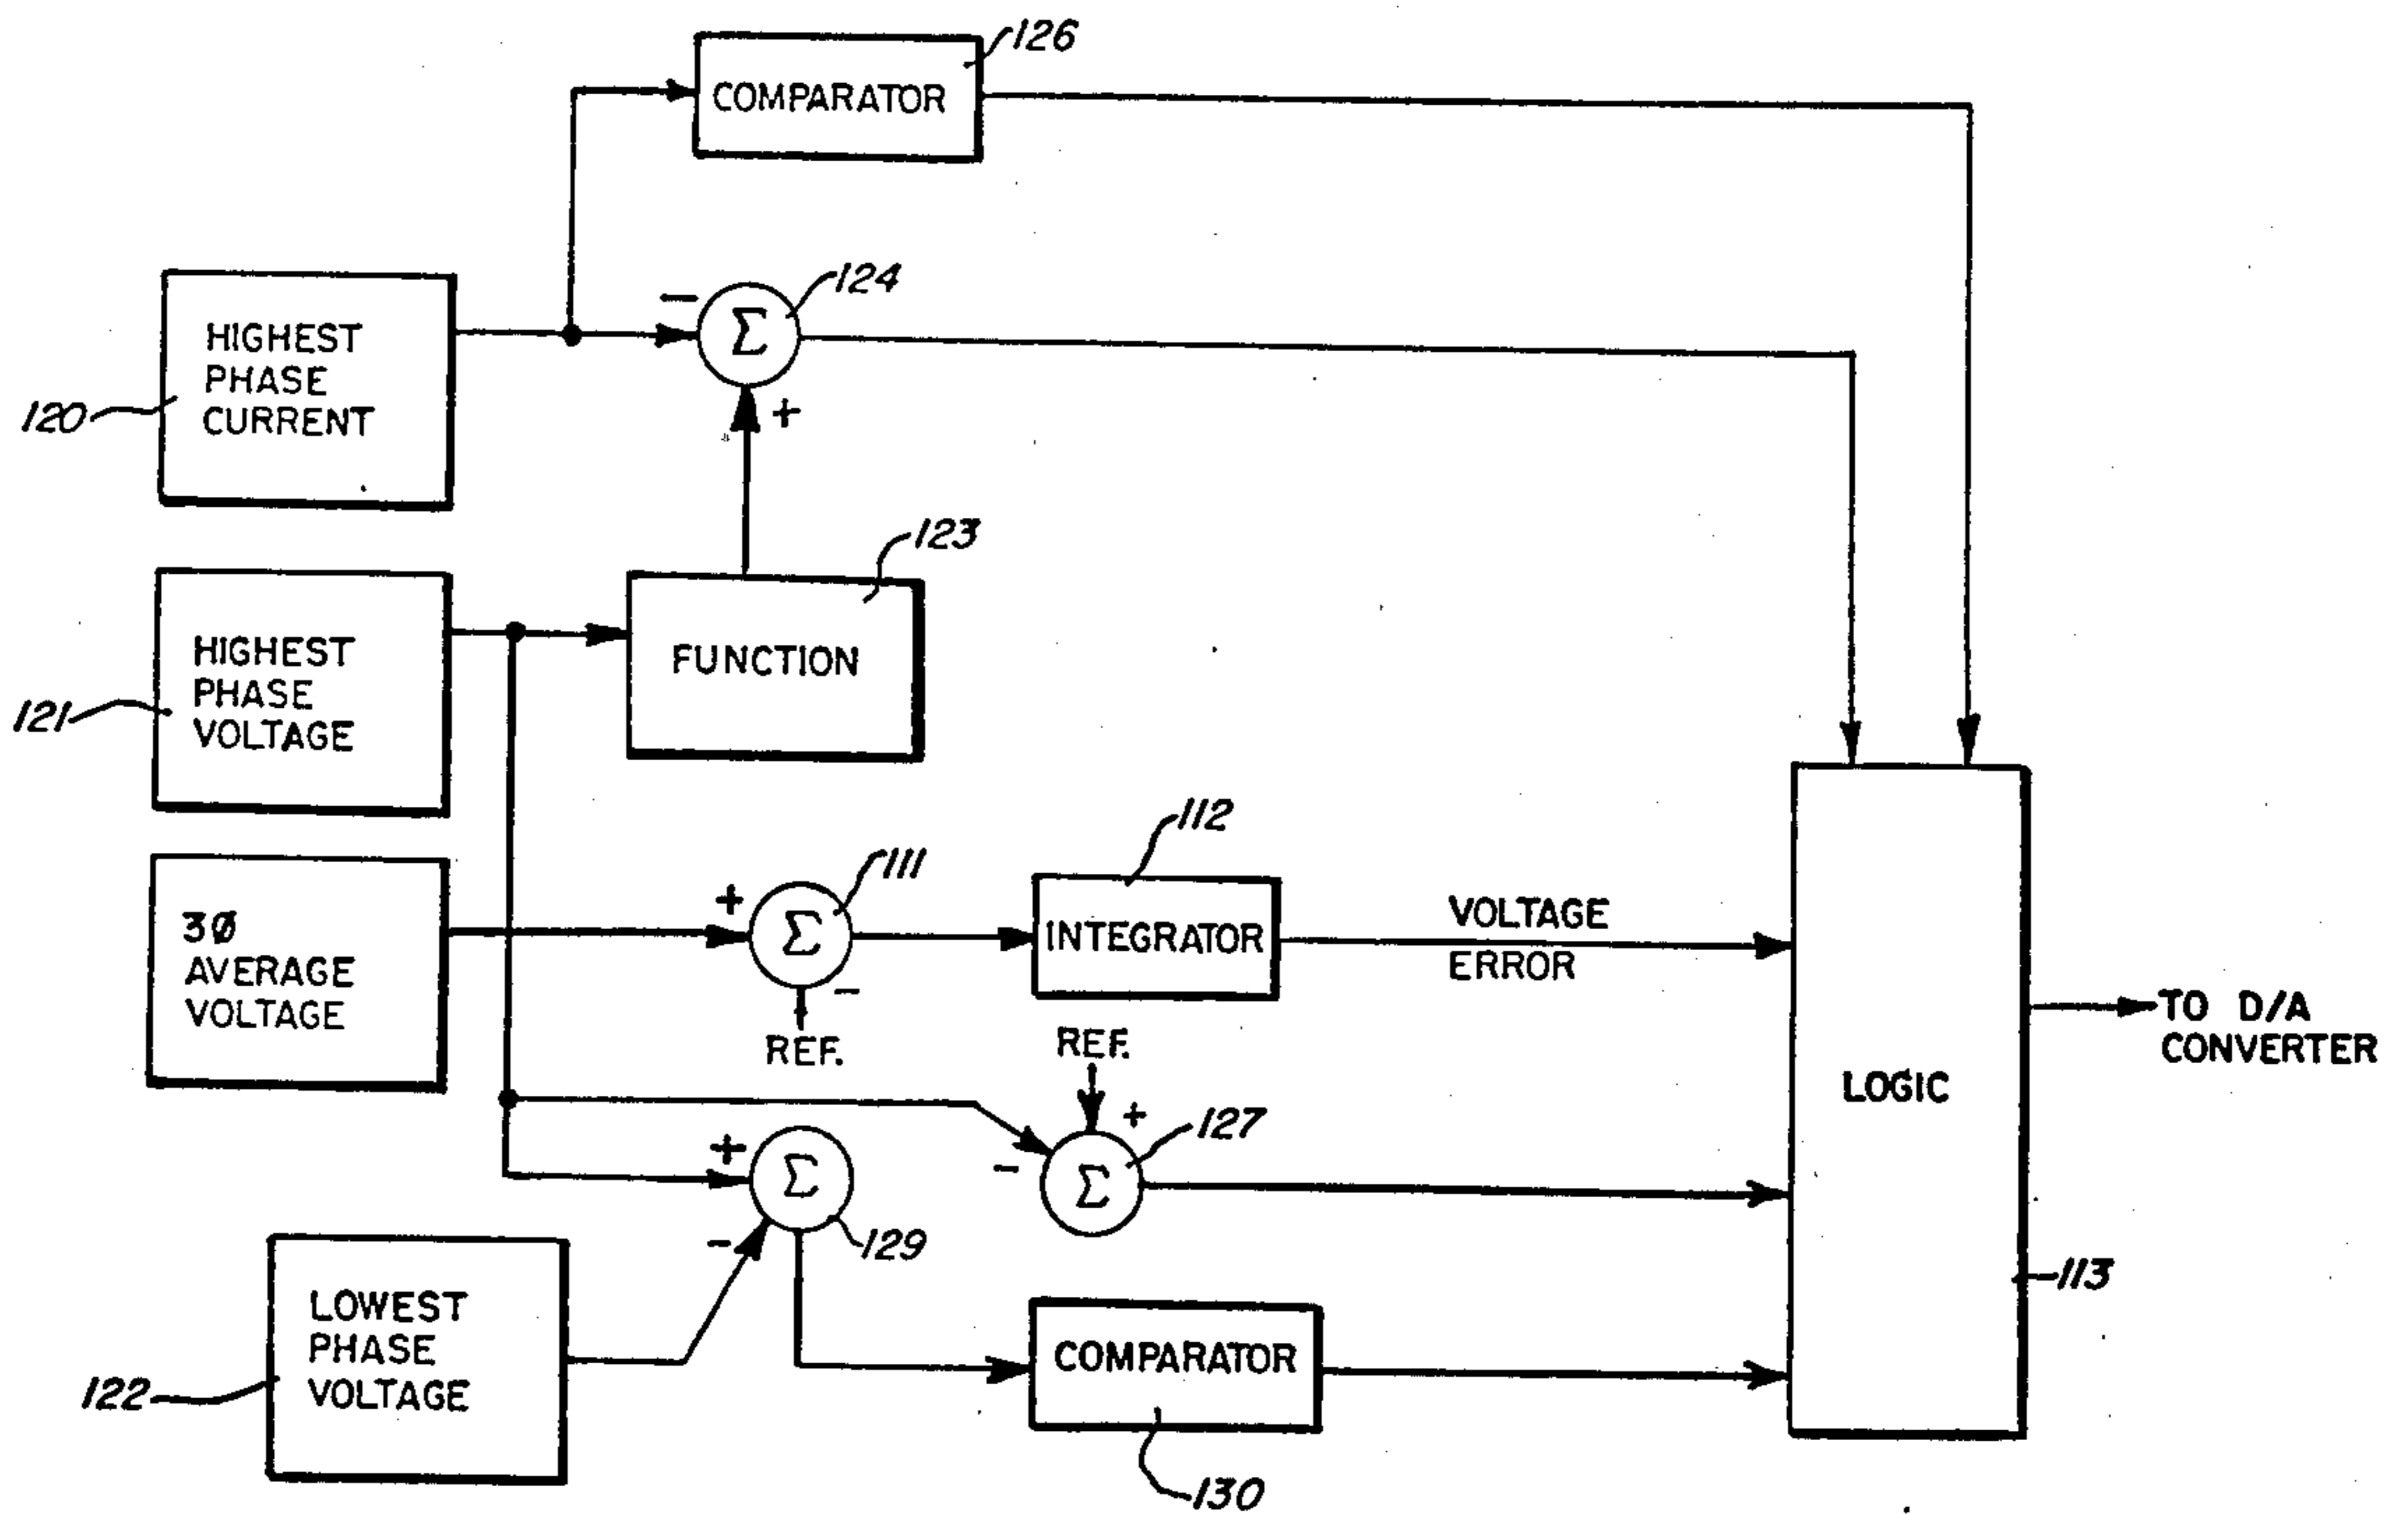 126
COMPARATOR
124
−
Σ
+
HIGHEST
PHASE
CURRENT
120
123
FUNCTION
HIGHEST
PHASE
VOLTAGE
121
112
111
3Ø
AVERAGE
VOLTAGE
+
Σ
−
REF.
INTEGRATOR
VOLTAGE
ERROR
REF.
+
127
−
Σ
+
Σ
−
129
LOGIC
TO D/A
CONVERTER
113
LOWEST
PHASE
VOLTAGE
122
COMPARATOR
130